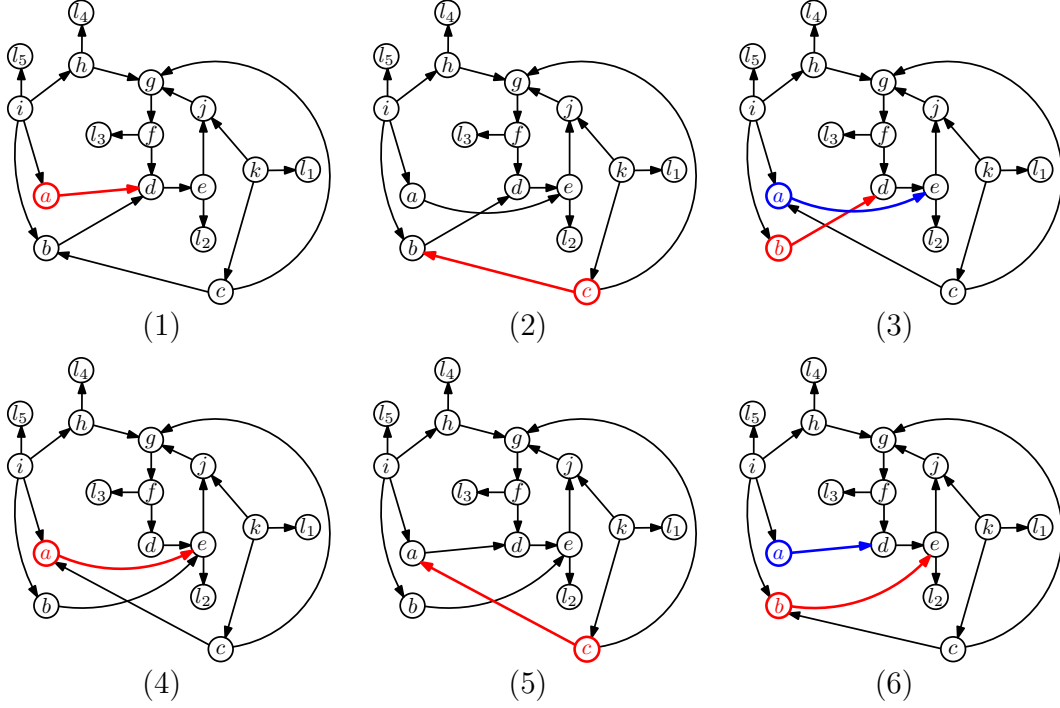 l4 l4 l4
l5 h l5 h l5 h
i g j i g j i g j
l3 f l3 f l3 f
a d e k l1 a d e k l1 a d e k l1
b l2 b l2 b l2
c c c
(1) (2) (3)
l4 l4 l4
l5 h l5 h l5 h
i g j i g j i g j
l3 f l3 f l3 f
a d e k l1 a d e k l1 a d e k l1
b l2 b l2 b l2
c c c
(4) (5) (6)